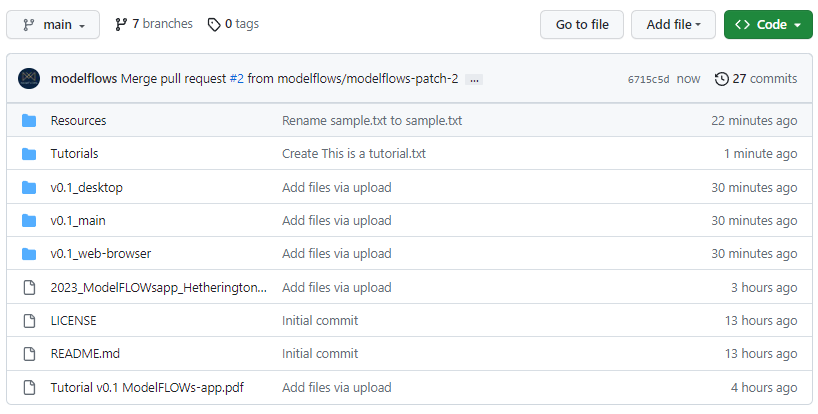 main 7 branches 0 tags Go to file Add file Code
modelflows Merge pull request #2 from modelflows/modelflows-patch-2 ... 6715c5d now 27 commits
Resources Rename sample.txt to sample.txt 22 minutes ago
Tutorials Create This is a tutorial.txt 1 minute ago
v0.1_desktop Add files via upload 30 minutes ago
v0.1_main Add files via upload 30 minutes ago
v0.1_web-browser Add files via upload 30 minutes ago
2023_ModelFLOWsapp_Hetherington... Add files via upload 3 hours ago
LICENSE Initial commit 13 hours ago
README.md Initial commit 13 hours ago
Tutorial v0.1 ModelFLOWs-app.pdf Add files via upload 4 hours ago